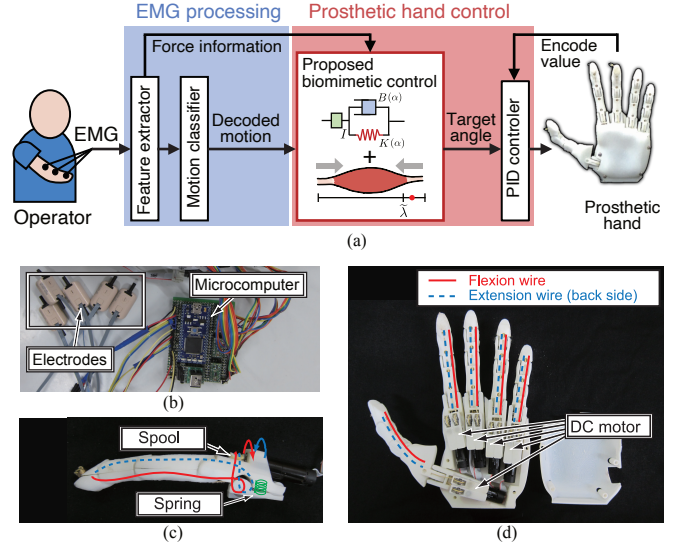 EMG processing
Prosthetic hand control
Force information
Encode
value
Proposed
biomimetic control
B(α)
I
K(α)
+
λ̃
EMG
Feature extractor
Motion classifier
Decoded
motion
Target
angle
PID controler
Operator
Prosthetic
hand
(a)
Microcomputer
Electrodes
(b)
Flexion wire
Extension wire (back side)
DC motor
Spool
Spring
(c)
(d)